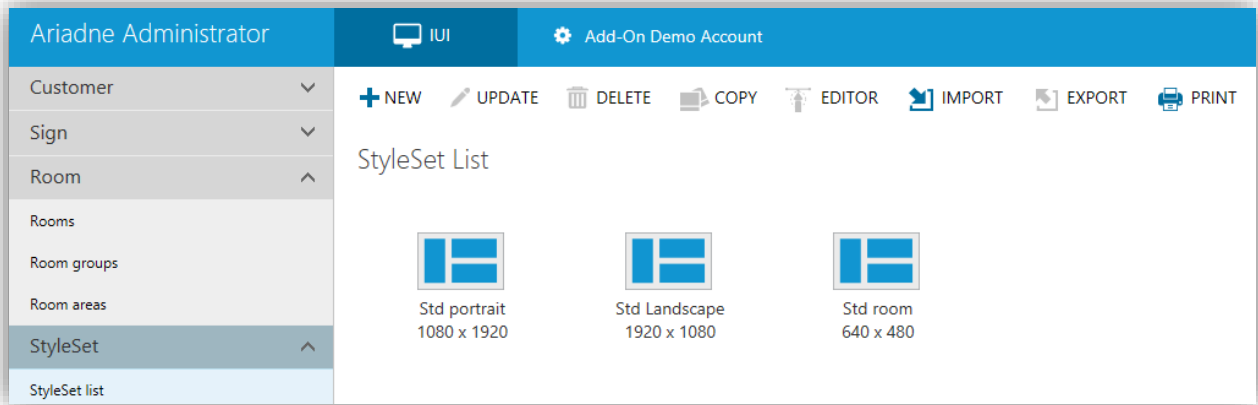 Ariadne Administrator
IUI
Add-On Demo Account
Customer
Sign
Room
Rooms
Room groups
Room areas
StyleSet
StyleSet list
NEW UPDATE DELETE COPY EDITOR IMPORT EXPORT PRINT
StyleSet List
Std portrait
1080 x 1920
Std Landscape
1920 x 1080
Std room
640 x 480